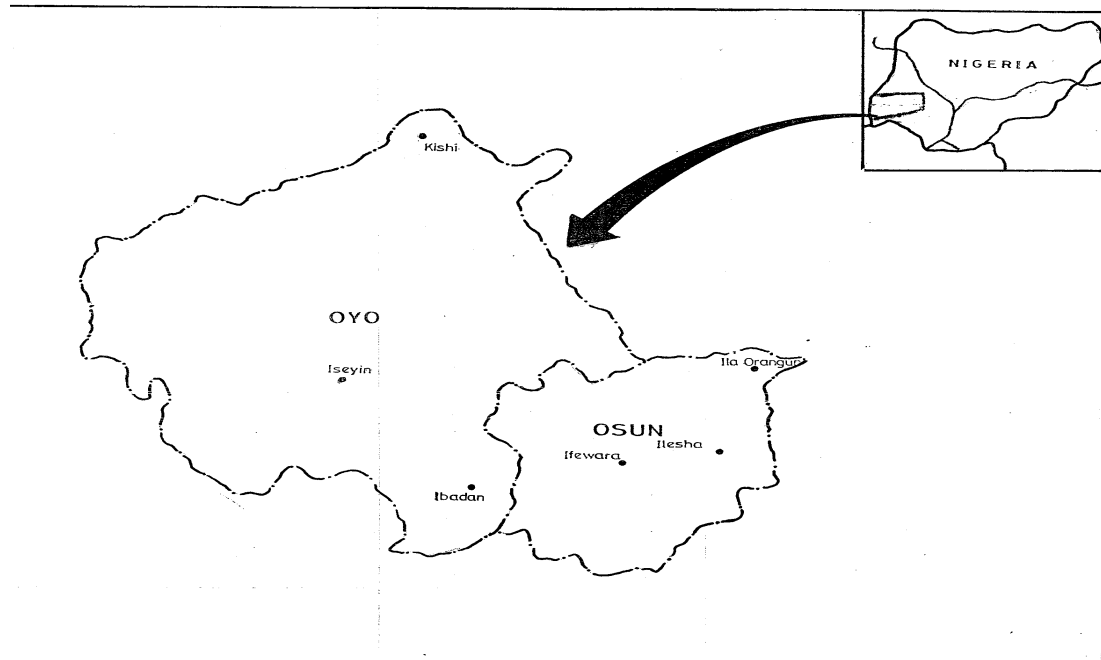 NIGERIA
Kishi
OYO
Iseyin
Ila Orangun
OSUN
Ilesha
Ifewara
Ibadan